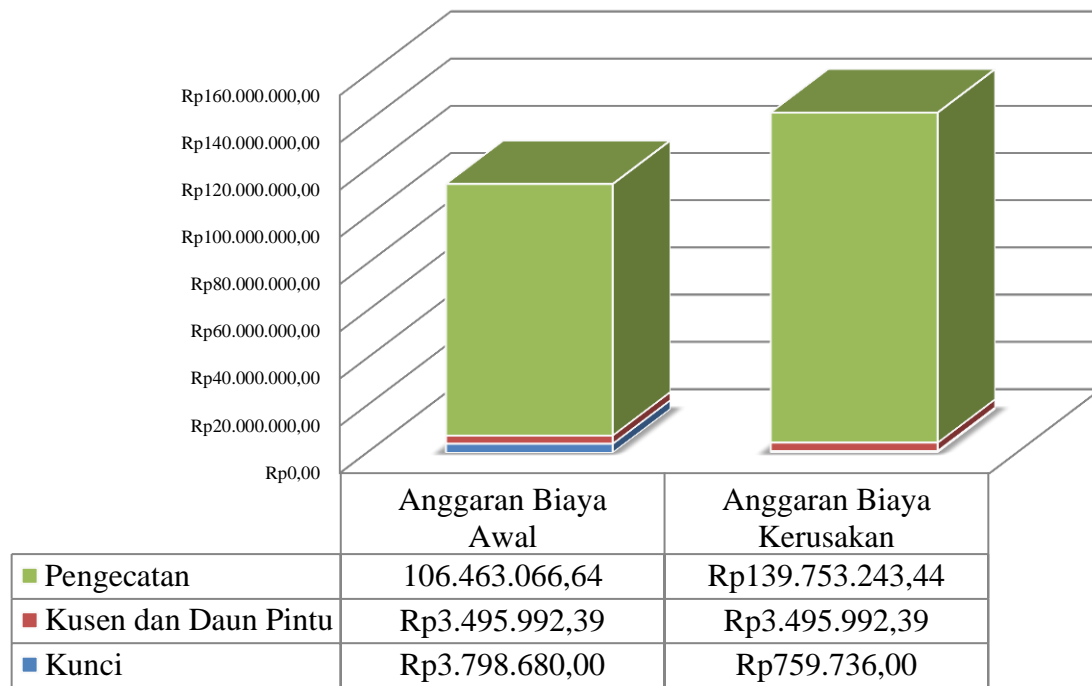 Rp160.000.000,00
Rp140.000.000,00
Rp120.000.000,00
Rp100.000.000,00
Rp80.000.000,00
Rp60.000.000,00
Rp40.000.000,00
Rp20.000.000,00
Rp0,00
Anggaran Biaya Awal
Anggaran Biaya Kerusakan
Pengecatan 106.463.066,64 Rp139.753.243,44
Kusen dan Daun Pintu Rp3.495.992,39 Rp3.495.992,39
Kunci Rp3.798.680,00 Rp759.736,00